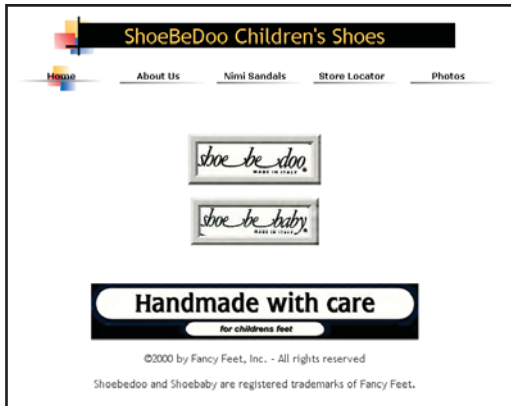 ShoeBeDoo Children's Shoes
Home About Us Nimi Sandals Store Locator Photos
shoe be doo
MADE IN ITALY
shoe be baby
MADE IN ITALY
Handmade with care
for childrens feet
©2000 by Fancy Feet, Inc. - All rights reserved
Shoebedoo and Shoebaby are registered trademarks of Fancy Feet.